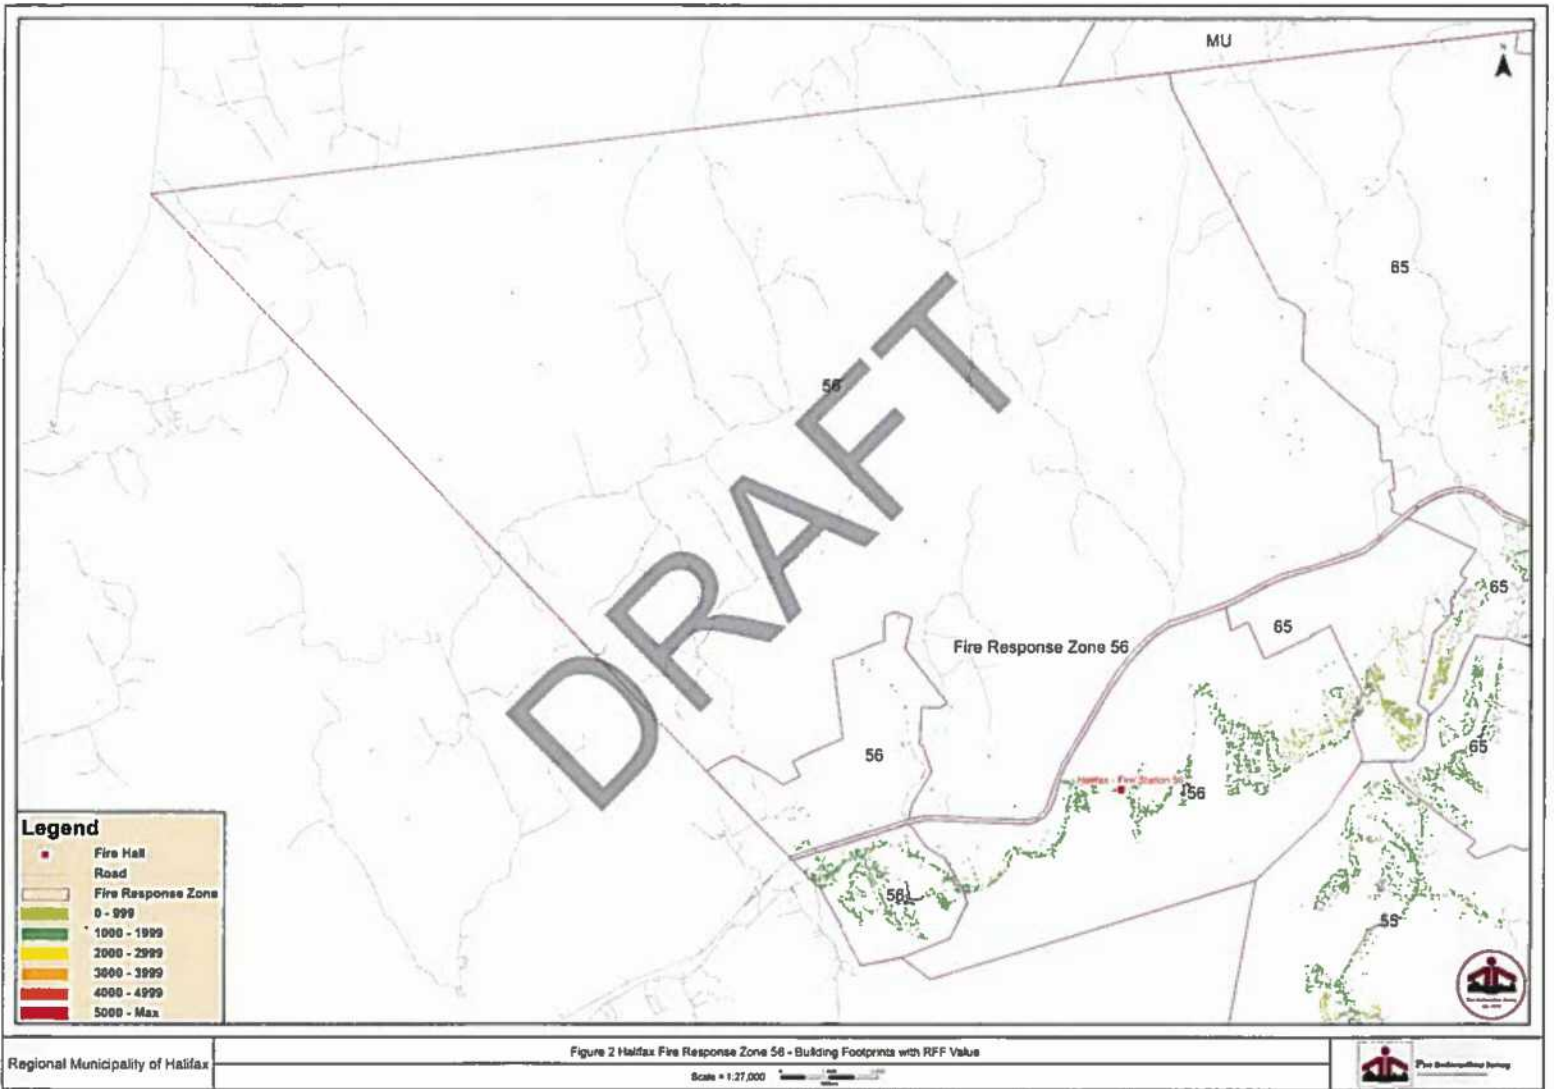 MU
N
65
56
DRAFT
65
65
Fire Response Zone 56
56
65
Halifax - Fire Station 56
56
56
55
Legend
Fire Hall
Road
Fire Response Zone
0 - 999
1000 - 1999
2000 - 2999
3000 - 3999
4000 - 4999
5000 - Max
Regional Municipality of Halifax
Figure 2 Halifax Fire Response Zone 56 - Building Footprints with RFF Value
Scale = 1:27,000
Fire Underwriters Survey